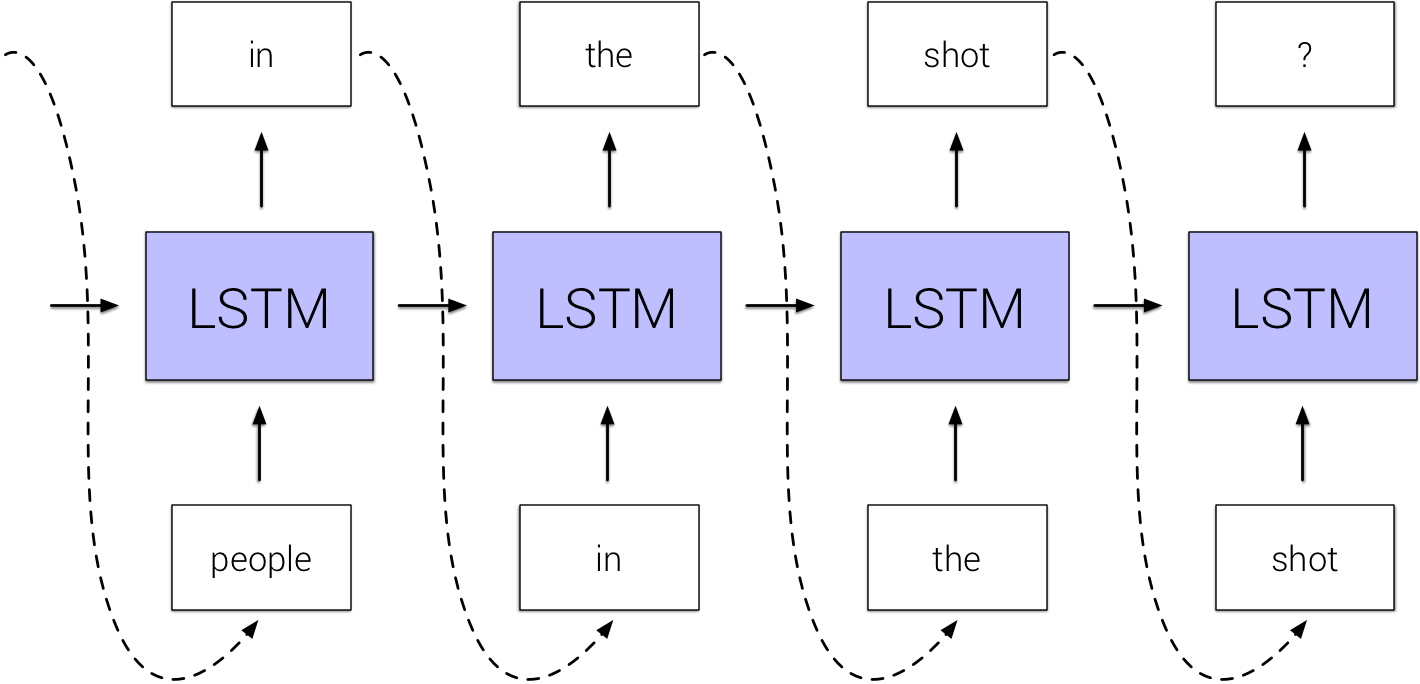 in the shot ?
LSTM LSTM LSTM LSTM
people in the shot